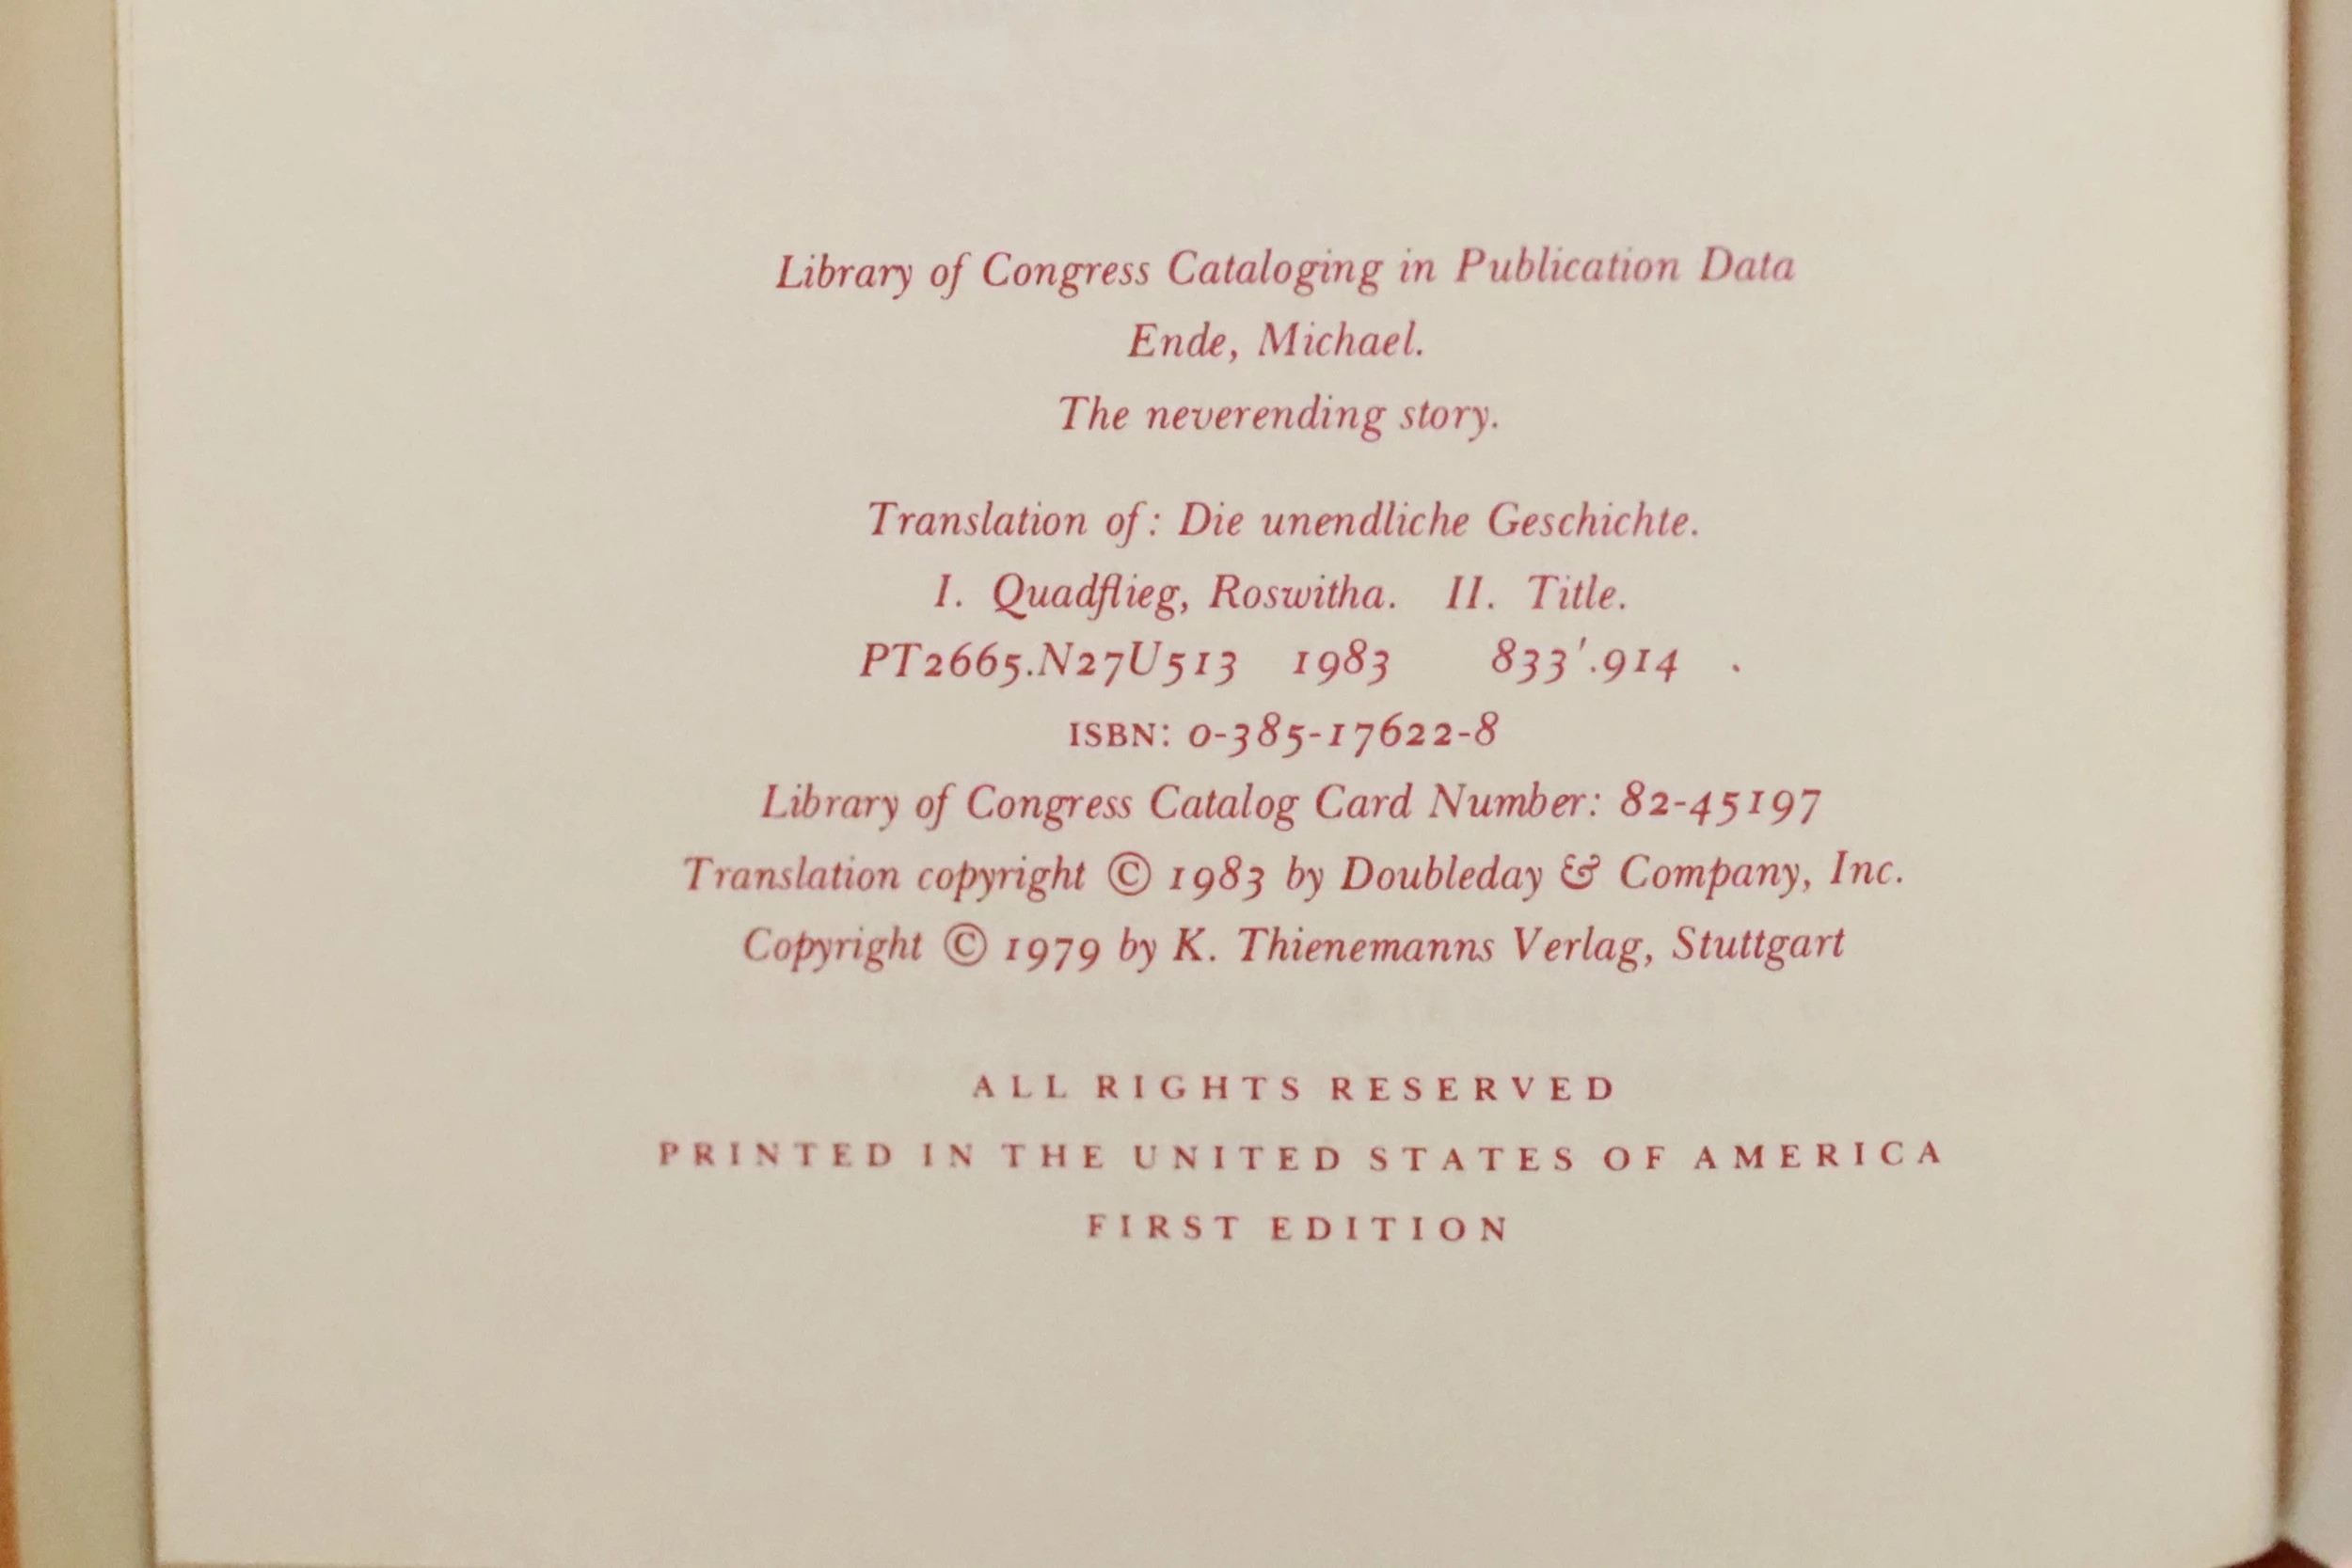 Library of Congress Cataloging in Publication Data
Ende, Michael.
The neverending story.
Translation of: Die unendliche Geschichte.
I. Quadflieg, Roswitha. II. Title.
PT2665.N27U513 1983 833'.914 .
ISBN: 0-385-17622-8
Library of Congress Catalog Card Number: 82-45197
Translation copyright © 1983 by Doubleday & Company, Inc.
Copyright © 1979 by K. Thienemanns Verlag, Stuttgart
ALL RIGHTS RESERVED
PRINTED IN THE UNITED STATES OF AMERICA
FIRST EDITION